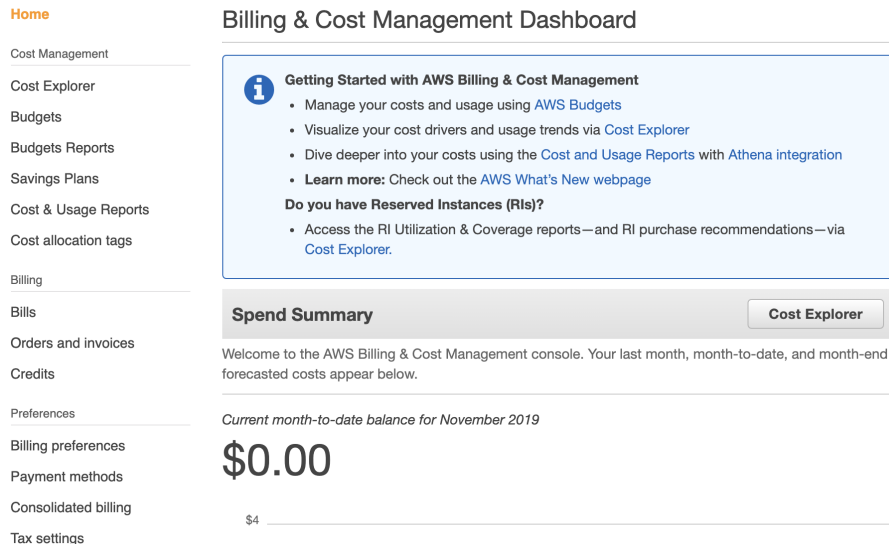 Home
Cost Management
Cost Explorer
Budgets
Budgets Reports
Savings Plans
Cost & Usage Reports
Cost allocation tags
Billing
Bills
Orders and invoices
Credits
Preferences
Billing preferences
Payment methods
Consolidated billing
Tax settings
Billing & Cost Management Dashboard
Getting Started with AWS Billing & Cost Management
• Manage your costs and usage using AWS Budgets
• Visualize your cost drivers and usage trends via Cost Explorer
• Dive deeper into your costs using the Cost and Usage Reports with Athena integration
• Learn more: Check out the AWS What's New webpage
Do you have Reserved Instances (RIs)?
• Access the RI Utilization & Coverage reports—and RI purchase recommendations—via
Cost Explorer.
Spend Summary
Cost Explorer
Welcome to the AWS Billing & Cost Management console. Your last month, month-to-date, and month-end
forecasted costs appear below.
Current month-to-date balance for November 2019
$0.00
$4